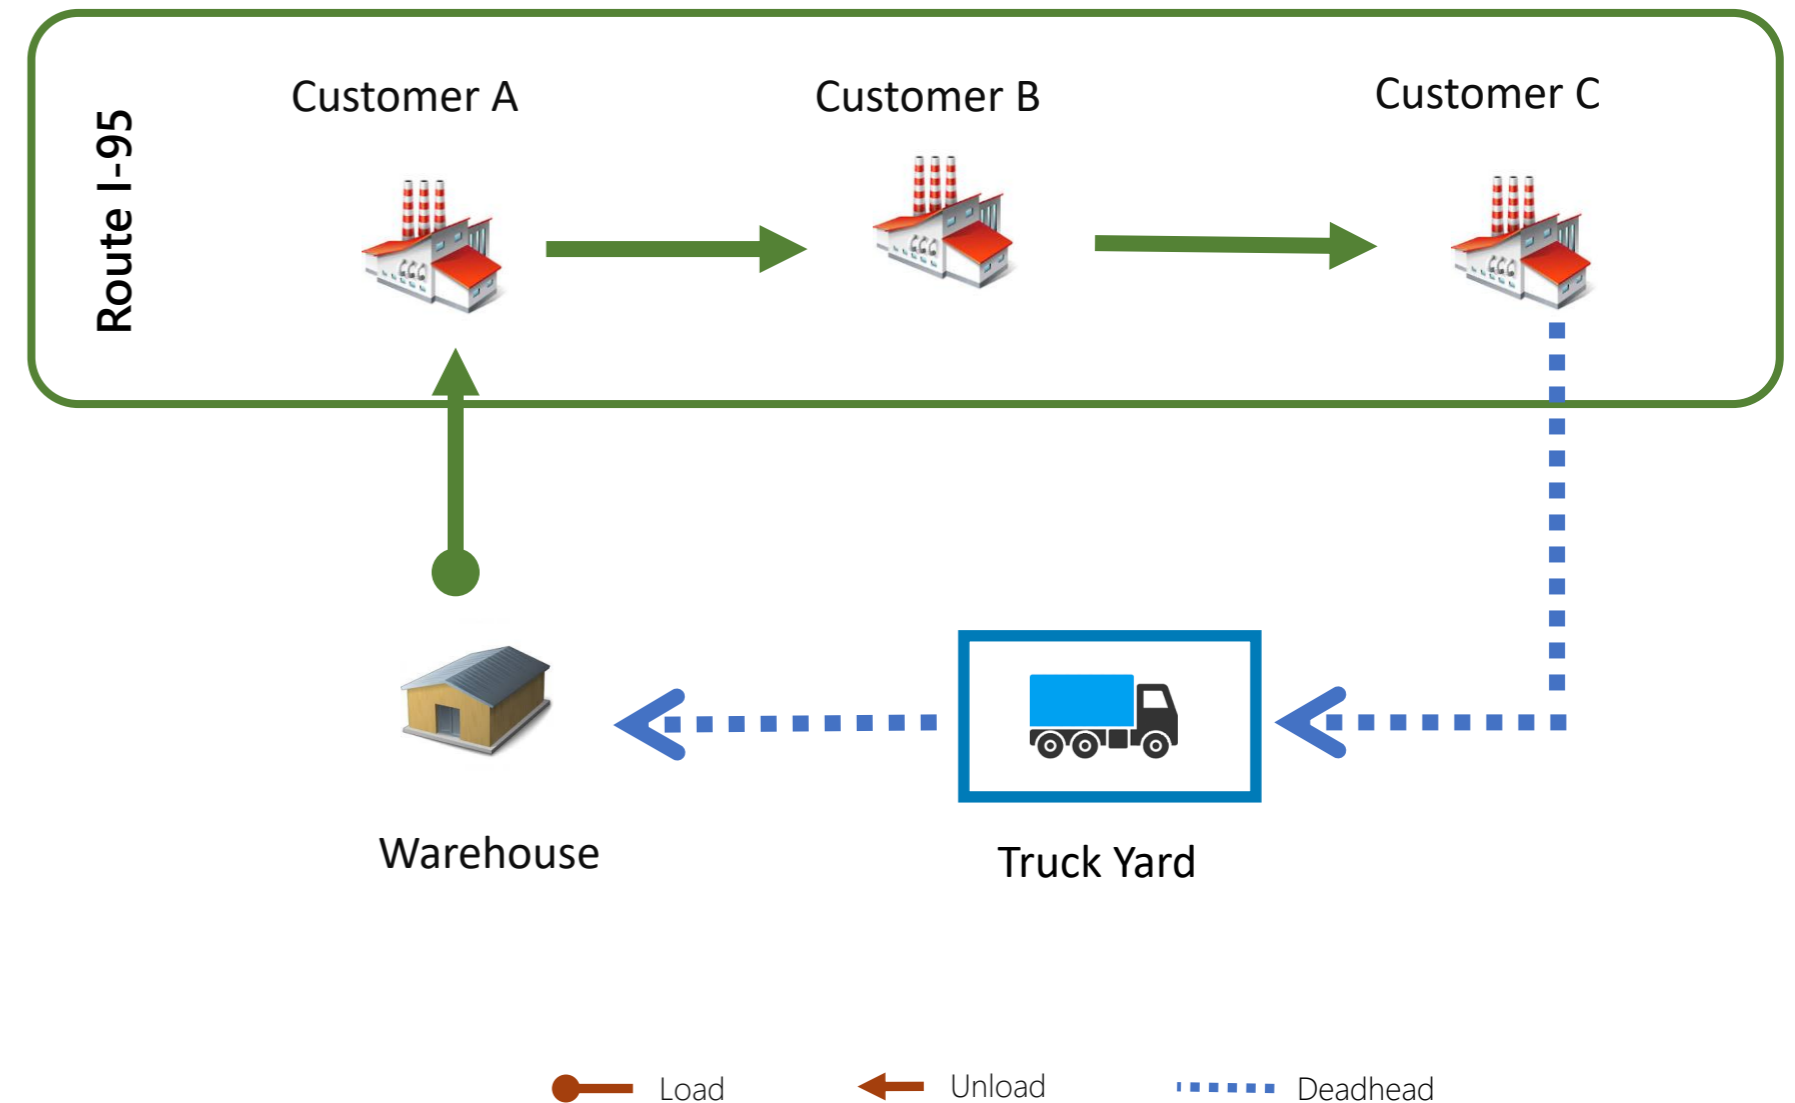 Route I-95
Customer A
Customer B
Customer C
Warehouse
Truck Yard
Load
Unload
Deadhead